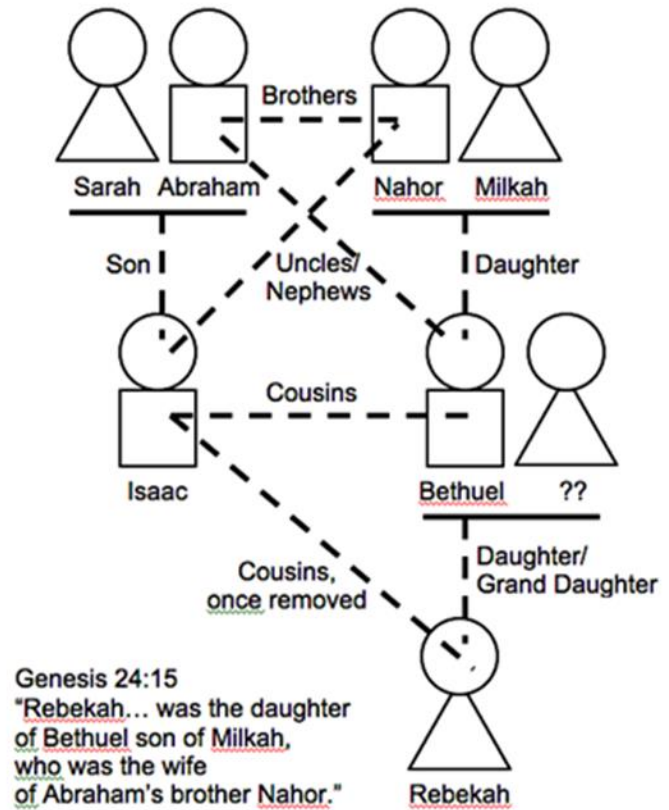 Brothers
Sarah Abraham
Nahor Milkah
Son
Uncles/
Nephews
Daughter
Cousins
Isaac
Bethuel ??
Daughter/
Grand Daughter
Cousins,
once removed
Genesis 24:15
"Rebekah... was the daughter
of Bethuel son of Milkah,
who was the wife
of Abraham's brother Nahor."
Rebekah